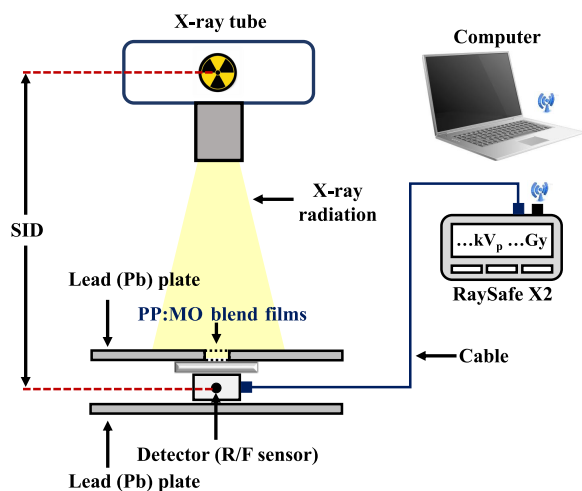 X-ray tube
Computer
X-ray
radiation
SID
...kVp ...Gy
RaySafe X2
Lead (Pb) plate
PP:MO blend films
Cable
Detector (R/F sensor)
Lead (Pb) plate